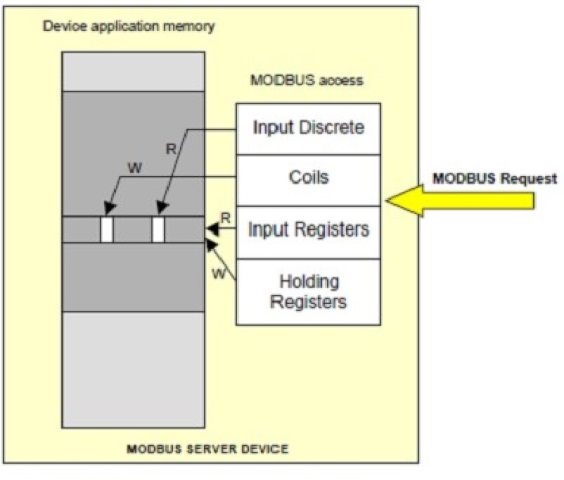 Device application memory
MODBUS access
Input Discrete
R
W
Coils
MODBUS Request
R
Input Registers
W
Holding
Registers
MODBUS SERVER DEVICE